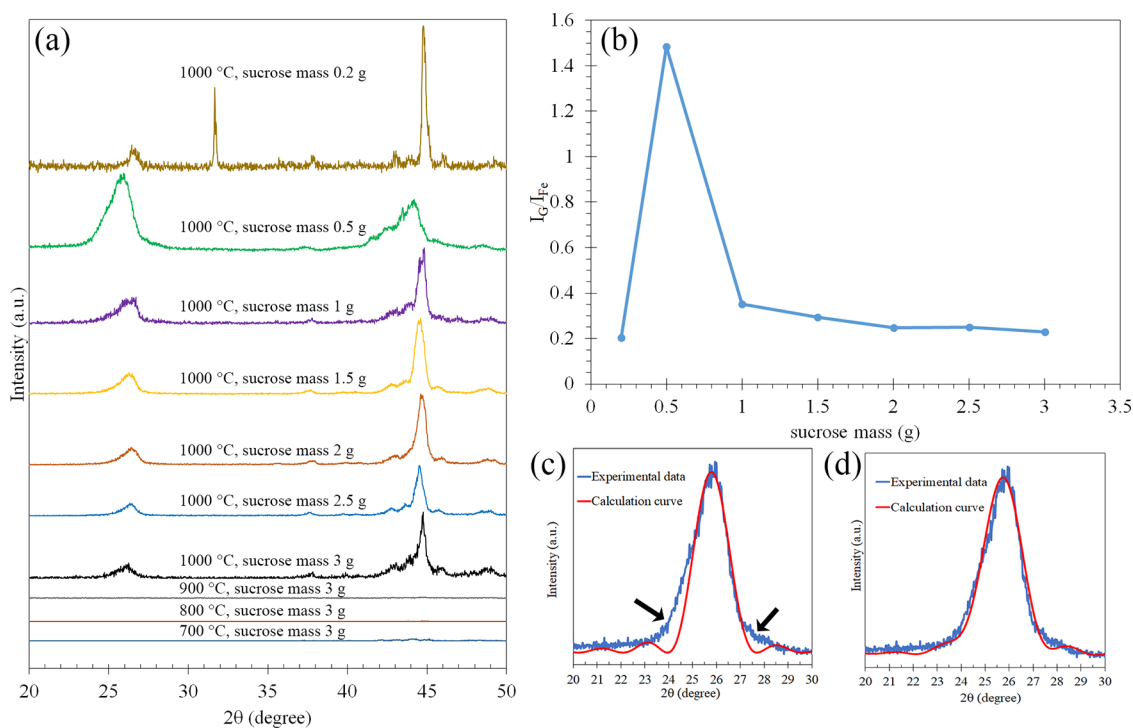 (a)
1000 °C, sucrose mass 0.2 g
1000 °C, sucrose mass 0.5 g
1000 °C, sucrose mass 1 g
1000 °C, sucrose mass 1.5 g
1000 °C, sucrose mass 2 g
1000 °C, sucrose mass 2.5 g
1000 °C, sucrose mass 3 g
900 °C, sucrose mass 3 g
800 °C, sucrose mass 3 g
700 °C, sucrose mass 3 g
Intensity (a.u.)
20 25 30 35 40 45 50
2θ (degree)
(b)
1.6
1.4
1.2
1
0.8
0.6
0.4
0.2
0
I_G/I_Fe
0 0.5 1 1.5 2 2.5 3 3.5
sucrose mass (g)
(c)
Experimental data
Calculation curve
Intensity (a.u.)
20 21 22 23 24 25 26 27 28 29 30
2θ (degree)
(d)
Experimental data
Calculation curve
Intensity (a.u.)
20 21 22 23 24 25 26 27 28 29 30
2θ (degree)